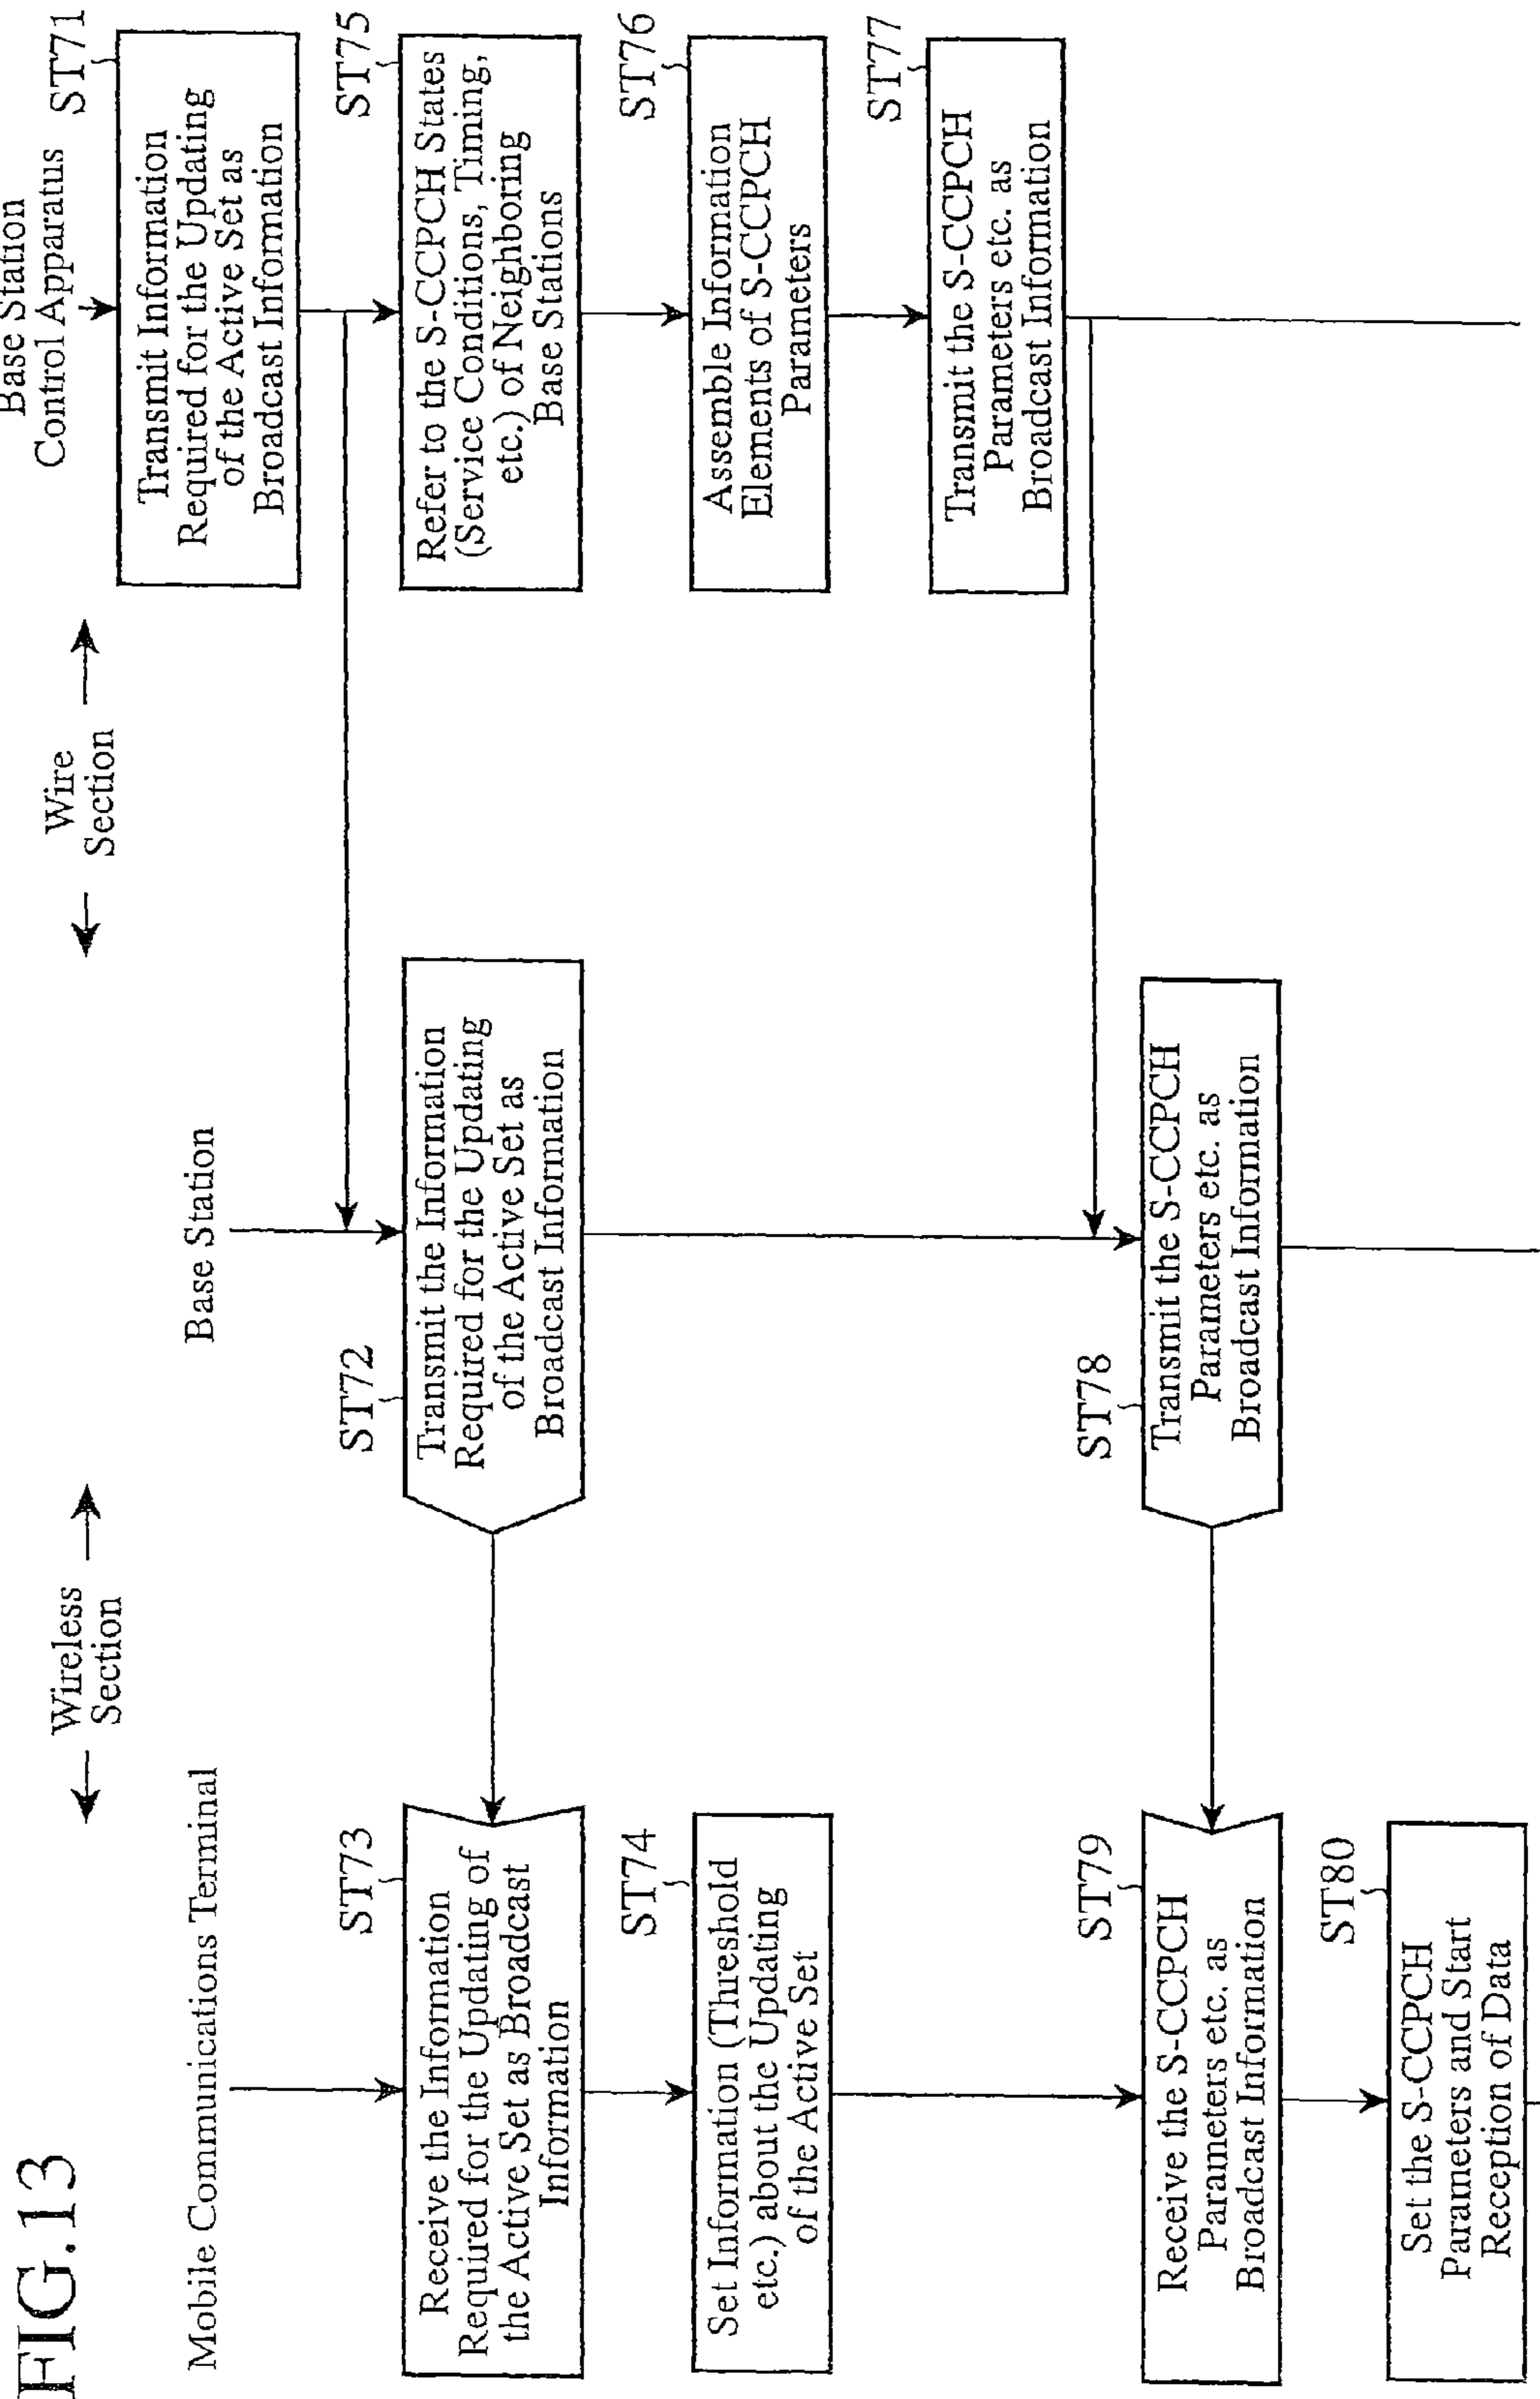 FIG.13
Wireless
Section
Wire
Section
Mobile Communications Terminal
Base Station
Base Station
Control Apparatus
ST71
Transmit Information
Required for the Updating
of the Active Set as
Broadcast Information
ST72
Transmit the Information
Required for the Updating
of the Active Set as
Broadcast Information
ST73
Receive the Information
Required for the Updating of
the Active Set as Broadcast
Information
ST74
Set Information (Threshold
etc.) about the Updating
of the Active Set
ST75
Refer to the S-CCPCH States
(Service Conditions, Timing,
etc.) of Neighboring
Base Stations
ST76
Assemble Information
Elements of S-CCPCH
Parameters
ST77
Transmit the S-CCPCH
Parameters etc. as
Broadcast Information
ST78
Transmit the S-CCPCH
Parameters etc. as
Broadcast Information
ST79
Receive the S-CCPCH
Parameters etc. as
Broadcast Information
ST80
Set the S-CCPCH
Parameters and Start
Reception of Data